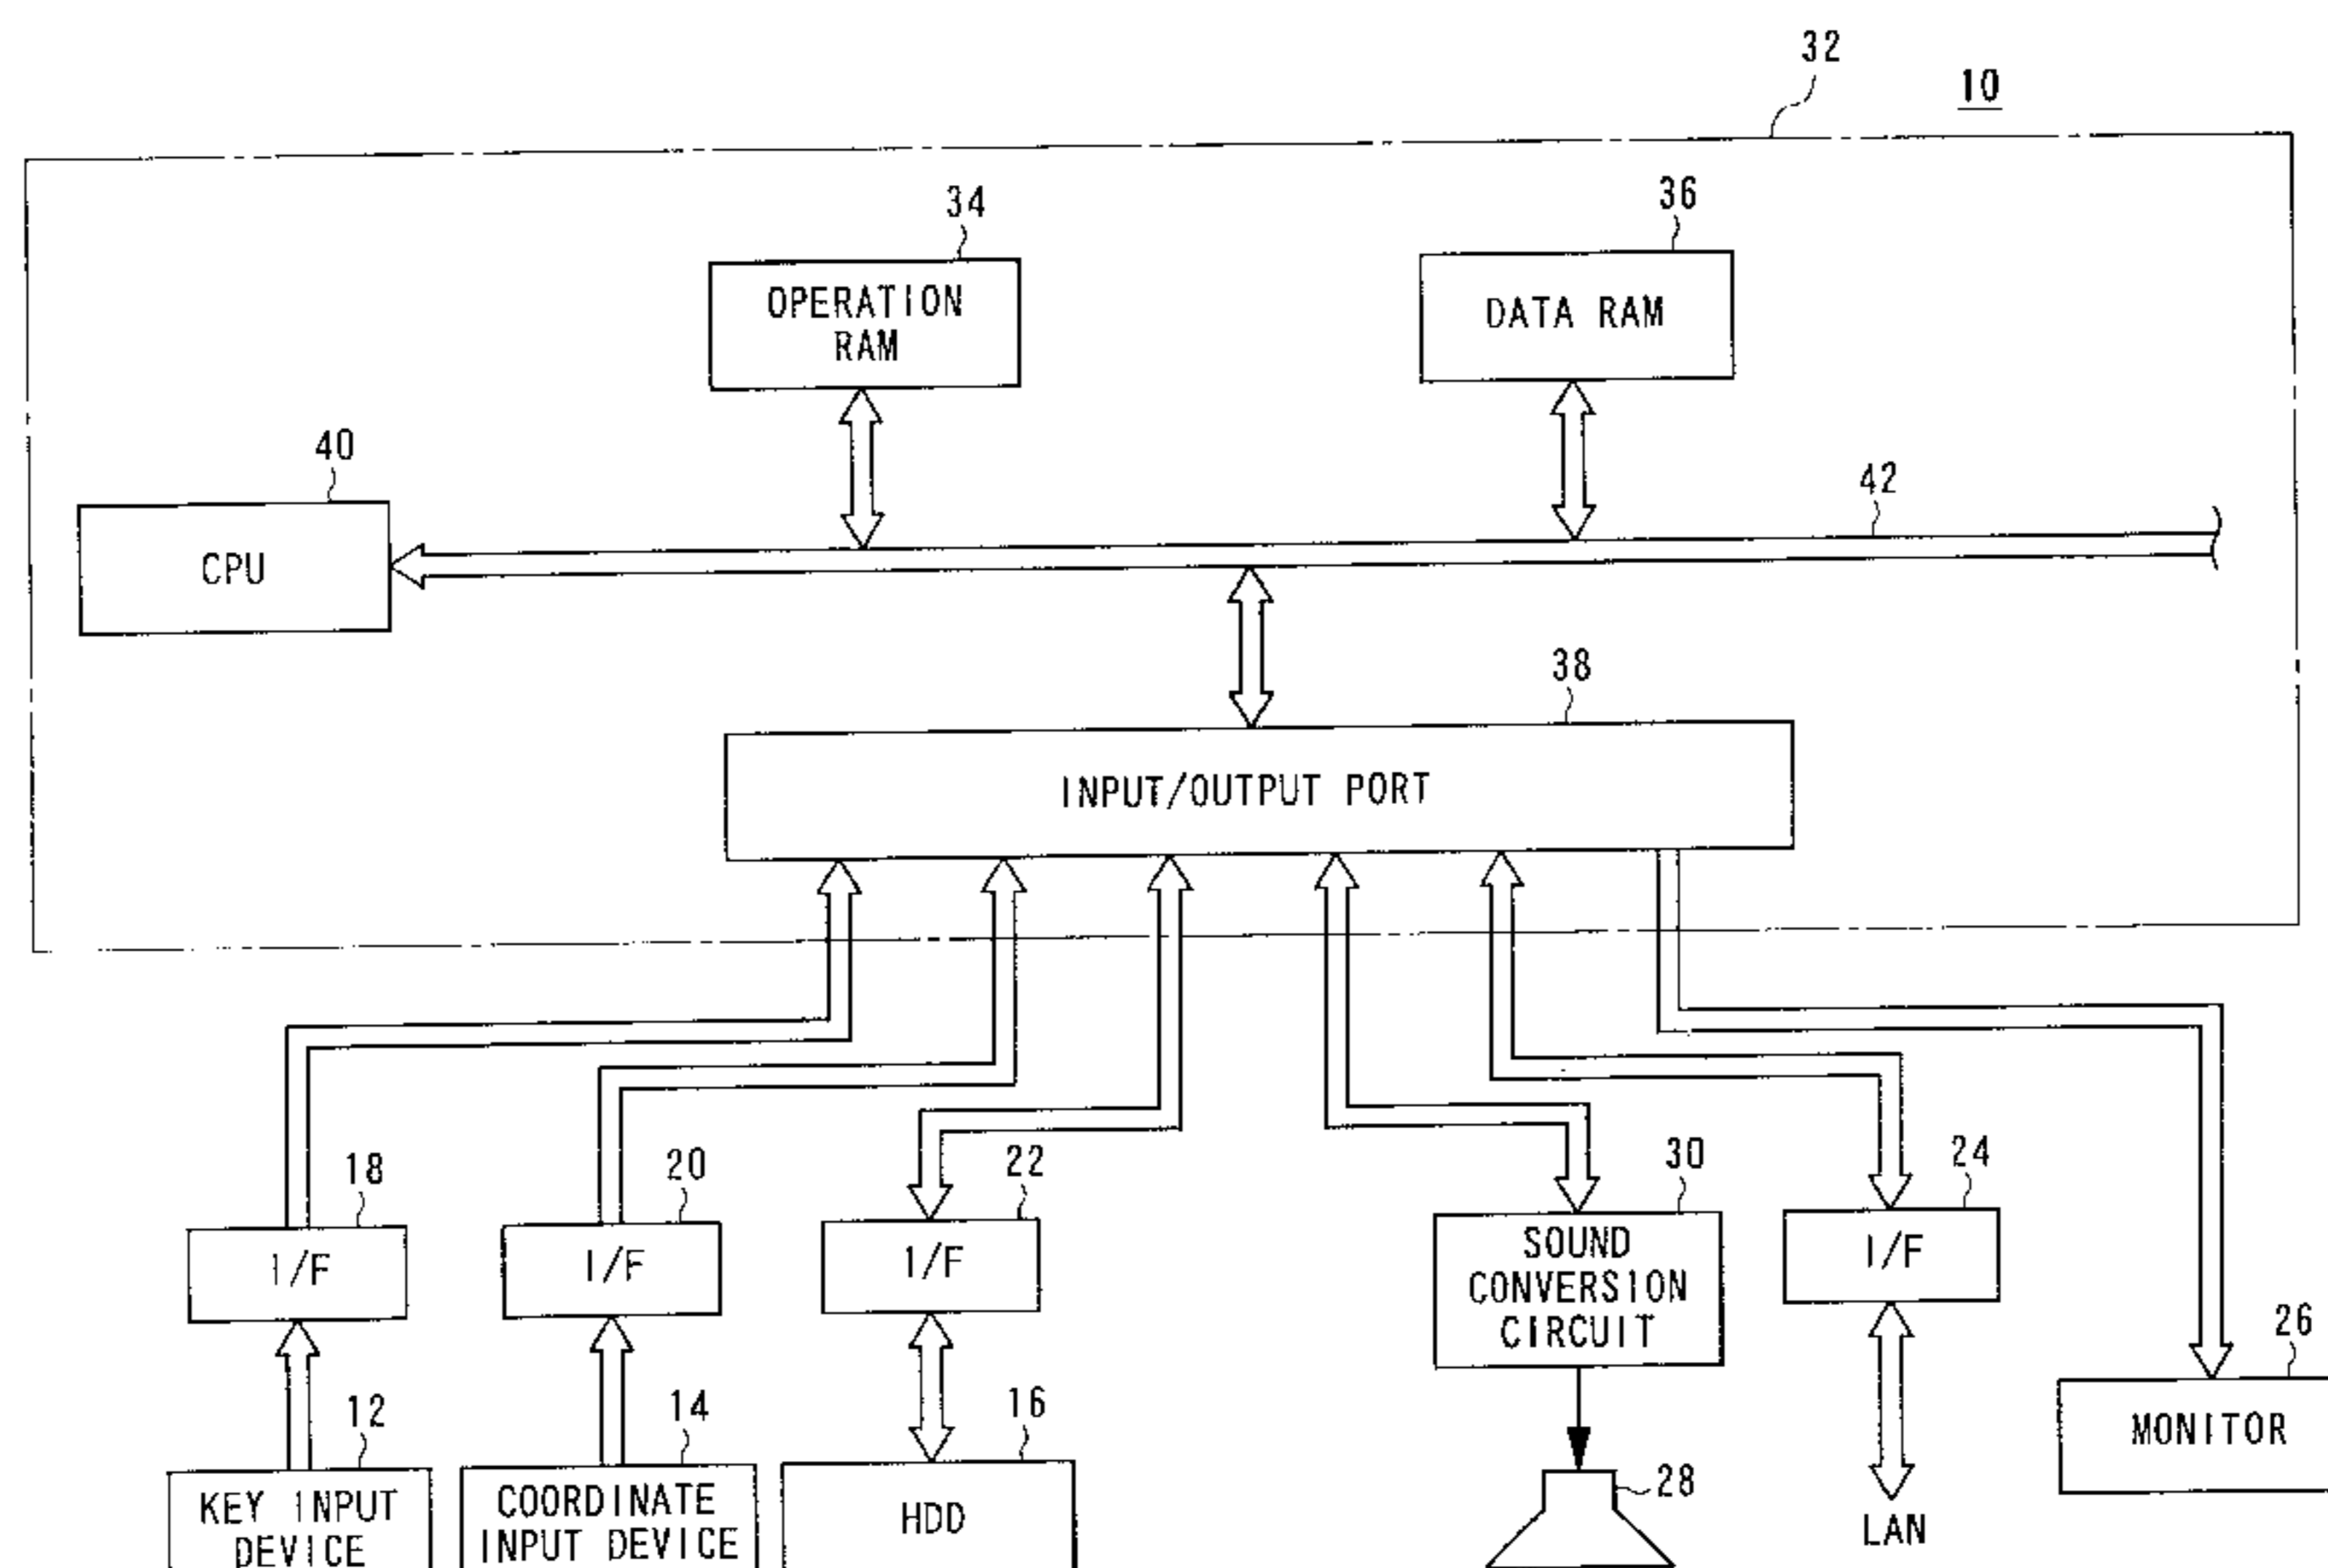 32
10
34
36
OPERATION
RAM
DATA RAM
40
42
CPU
38
INPUT/OUTPUT PORT
18
20
22
30
24
I/F
I/F
I/F
SOUND
CONVERSION
CIRCUIT
I/F
26
12
14
16
MONITOR
28
KEY INPUT
DEVICE
COORDINATE
INPUT DEVICE
HDD
LAN